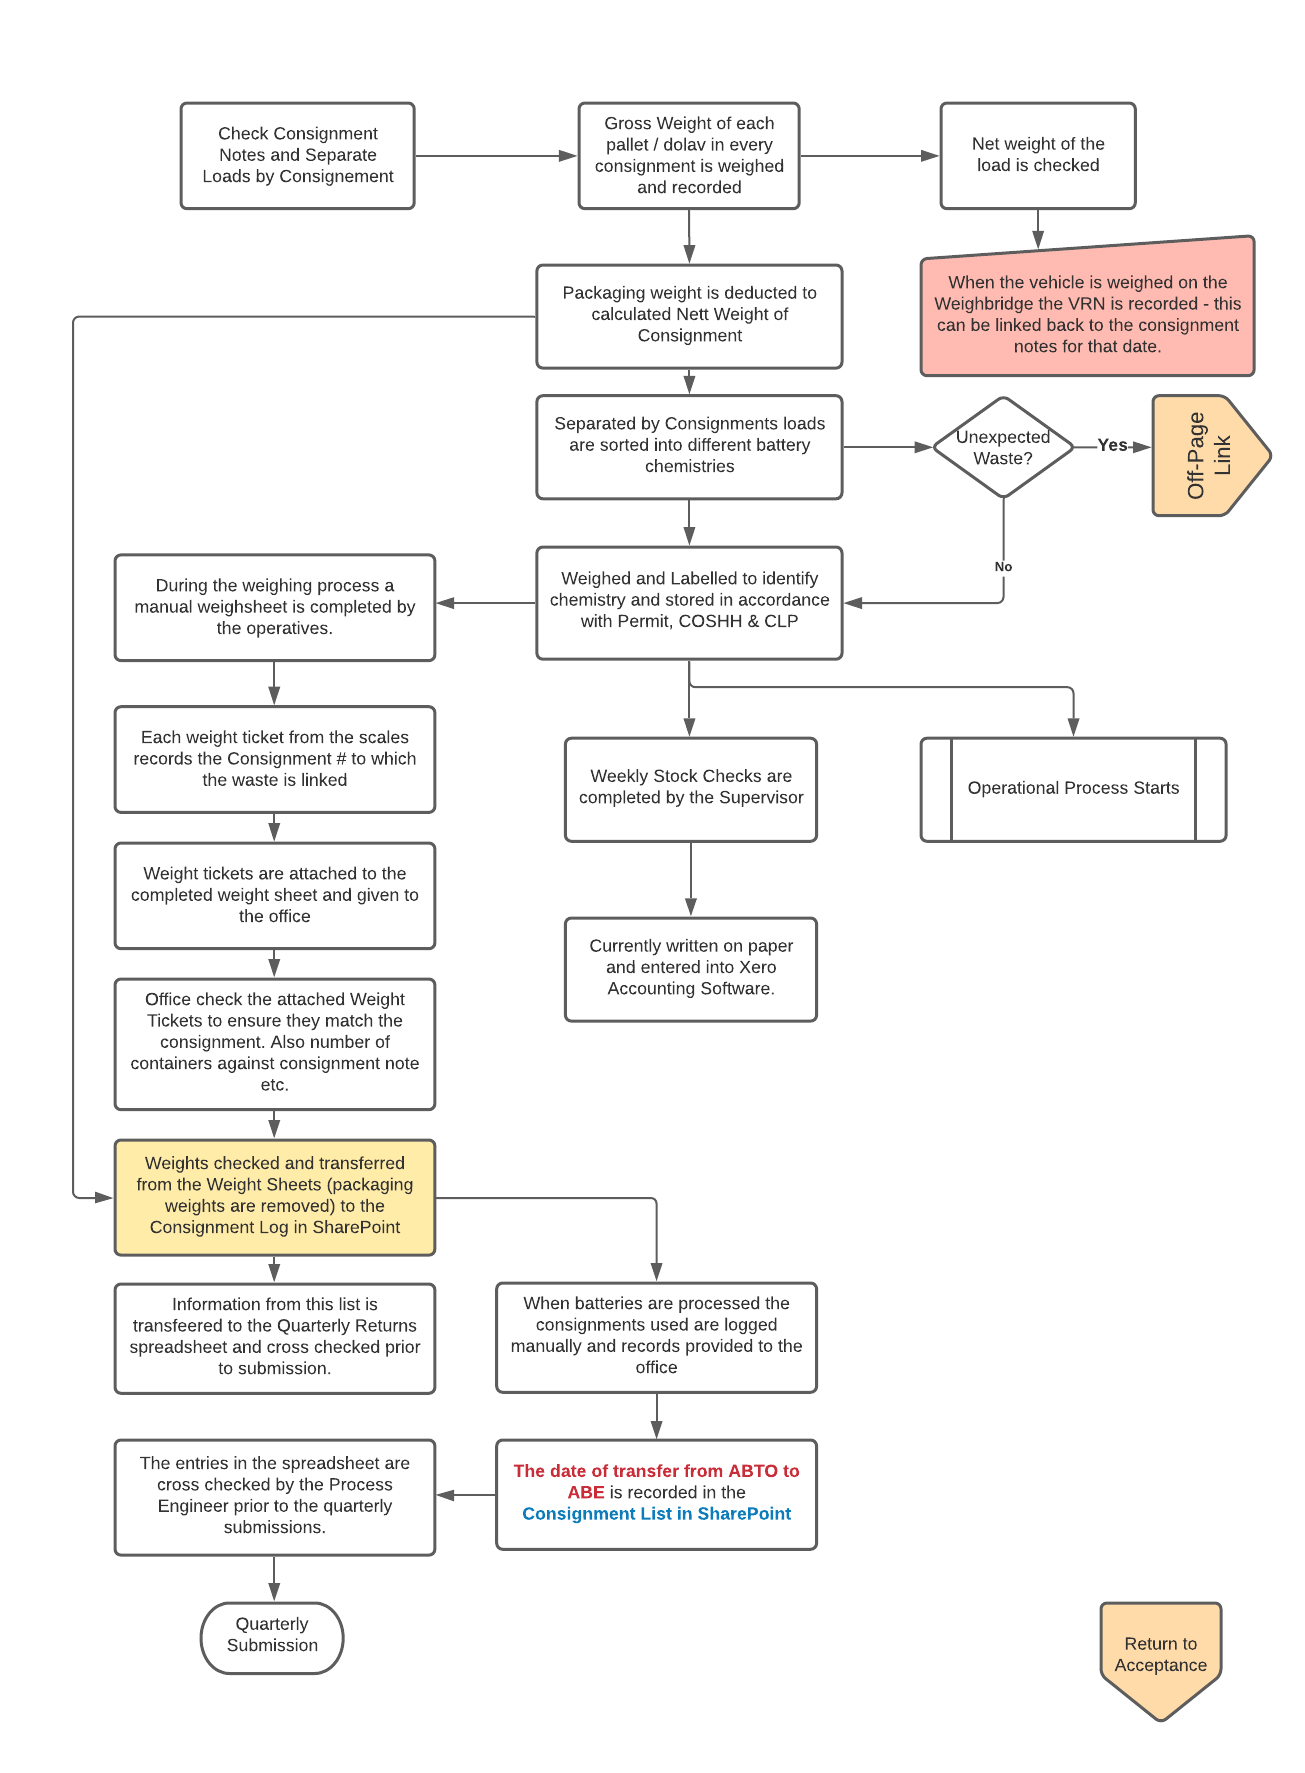 Check Consignment
Notes and Separate
Loads by Consignement
Gross Weight of each
pallet / dolav in every
consignment is weighed
and recorded
Net weight of the
load is checked
When the vehicle is weighed on the
Weighbridge the VRN is recorded - this
can be linked back to the consignment
notes for that date.
Packaging weight is deducted to
calculated Nett Weight of
Consignment
Separated by Consignments loads
are sorted into different battery
chemistries
Unexpected
Waste?
Yes
Off-Page
Link
No
Weighed and Labelled to identify
chemistry and stored in accordance
with Permit, COSHH & CLP
During the weighing process a
manual weighsheet is completed by
the operatives.
Each weight ticket from the scales
records the Consignment # to which
the waste is linked
Weekly Stock Checks are
completed by the Supervisor
Operational Process Starts
Weight tickets are attached to the
completed weight sheet and given to
the office
Currently written on paper
and entered into Xero
Accounting Software.
Office check the attached Weight
Tickets to ensure they match the
consignment. Also number of
containers against consignment note
etc.
Weights checked and transferred
from the Weight Sheets (packaging
weights are removed) to the
Consignment Log in SharePoint
Information from this list is
transfeered to the Quarterly Returns
spreadsheet and cross checked prior
to submission.
When batteries are processed the
consignments used are logged
manually and records provided to the
office
The date of transfer from ABTO to
ABE is recorded in the
Consignment List in SharePoint
The entries in the spreadsheet are
cross checked by the Process
Engineer prior to the quarterly
submissions.
Quarterly
Submission
Return to
Acceptance